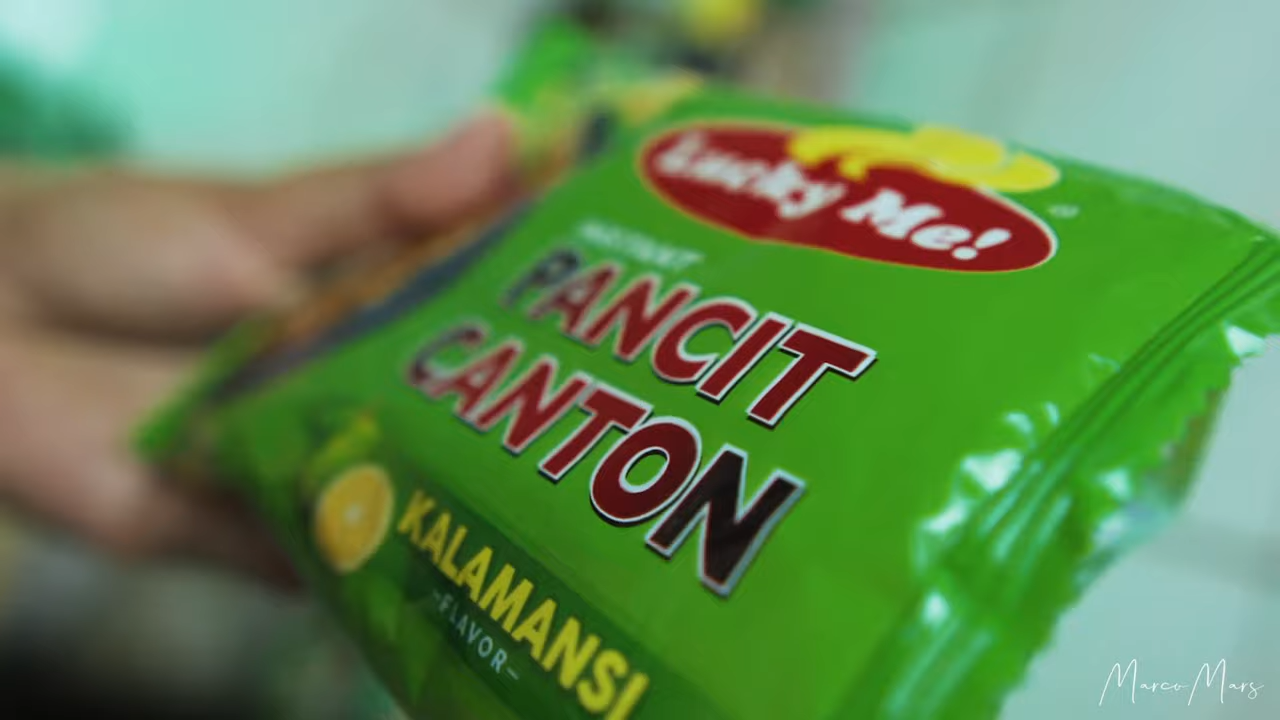 Lucky Me!
INSTANT
PANCIT
CANTON
KALAMANSI
-FLAVOR-
Marco Mars